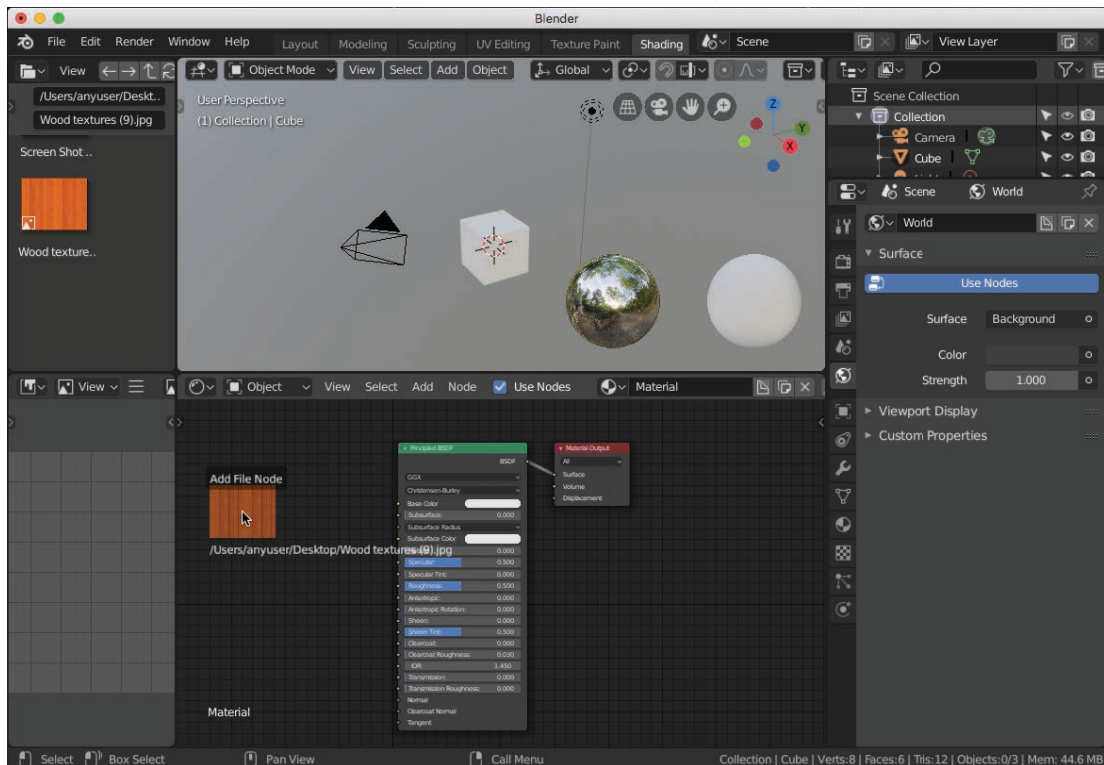 Blender
File Edit Render Window Help Layout Modeling Sculpting UV Editing Texture Paint Shading Scene View Layer
View
/Users/anyuser/Deskt..
Wood textures (9).jpg
Screen Shot ..
Wood texture..
Object Mode View Select Add Object Global
User Perspective
(1) Collection | Cube
Z
Y
X
Scene Collection
Collection
Camera
Cube
Scene World
World
Surface
Use Nodes
Surface Background
Color
Strength 1.000
Viewport Display
Custom Properties
View
Object View Select Add Node Use Nodes Material
Add File Node
/Users/anyuser/Desktop/Wood textures (9).jpg
Principled BSDF
BSDF
GGX
Christensen-Burley
Base Color
Subsurface: 0.000
Subsurface Radius
Subsurface Color
0.000
Specular: 0.500
Specular Tint: 0.000
Roughness: 0.500
Anisotropic: 0.000
Anisotropic Rotation: 0.000
Sheen: 0.000
Sheen Tint: 0.500
Clearcoat: 0.000
Clearcoat Roughness: 0.030
IOR: 1.450
Transmission: 0.000
Transmission Roughness: 0.000
Normal
Clearcoat Normal
Tangent
Material Output
All
Surface
Volume
Displacement
Material
Select Box Select Pan View Call Menu Collection | Cube | Verts:8 | Faces:6 | Tris:12 | Objects:0/3 | Mem: 44.6 MB